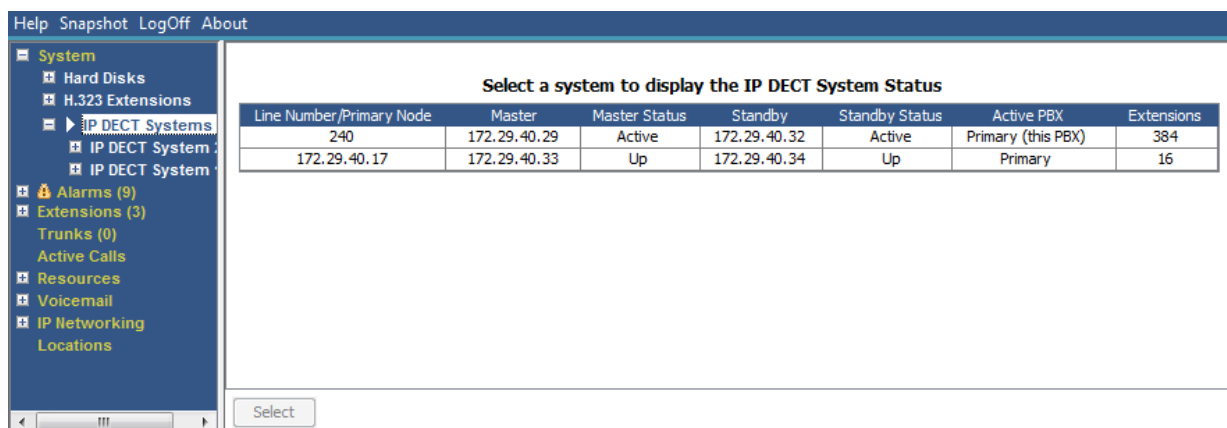 Help Snapshot LogOff About
System
Hard Disks
H.323 Extensions
IP DECT Systems
IP DECT System
IP DECT System
Alarms (9)
Extensions (3)
Trunks (0)
Active Calls
Resources
Voicemail
IP Networking
Locations
Select a system to display the IP DECT System Status
Line Number/Primary Node Master Master Status Standby Standby Status Active PBX Extensions
240 172.29.40.29 Active 172.29.40.32 Active Primary (this PBX) 384
172.29.40.17 172.29.40.33 Up 172.29.40.34 Up Primary 16
Select